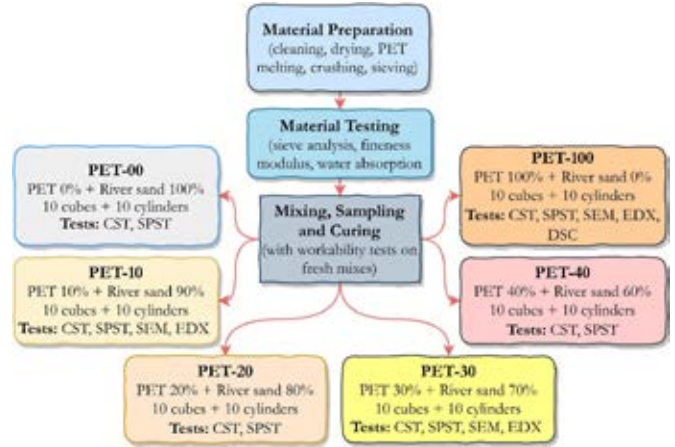 Material Preparation
(cleaning, drying, PET
melting, crushing, sieving)
Material Testing
(sieve analysis, fineness
modulus, water absorption
PET-00
PET 0% + River sand 100%
10 cubes + 10 cylinders
Tests: CST, SPST
PET-100
PET 100% + River sand 0%
10 cubes + 10 cylinders
Tests: CST, SPST, SEM, EDX,
DSC
Mixing, Sampling
and Curing
(with workability tests on
fresh mixes)
PET-10
PET 10% + River sand 90%
10 cubes + 10 cylinders
Tests: CST, SPST, SEM, EDX
PET-40
PET 40% + River sand 60%
10 cubes + 10 cylinders
Tests: CST, SPST
PET-20
PET 20% + River sand 80%
10 cubes + 10 cylinders
Tests: CST, SPST
PET-30
PET 30% + River sand 70%
10 cubes + 10 cylinders
Tests: CST, SPST, SEM, EDX